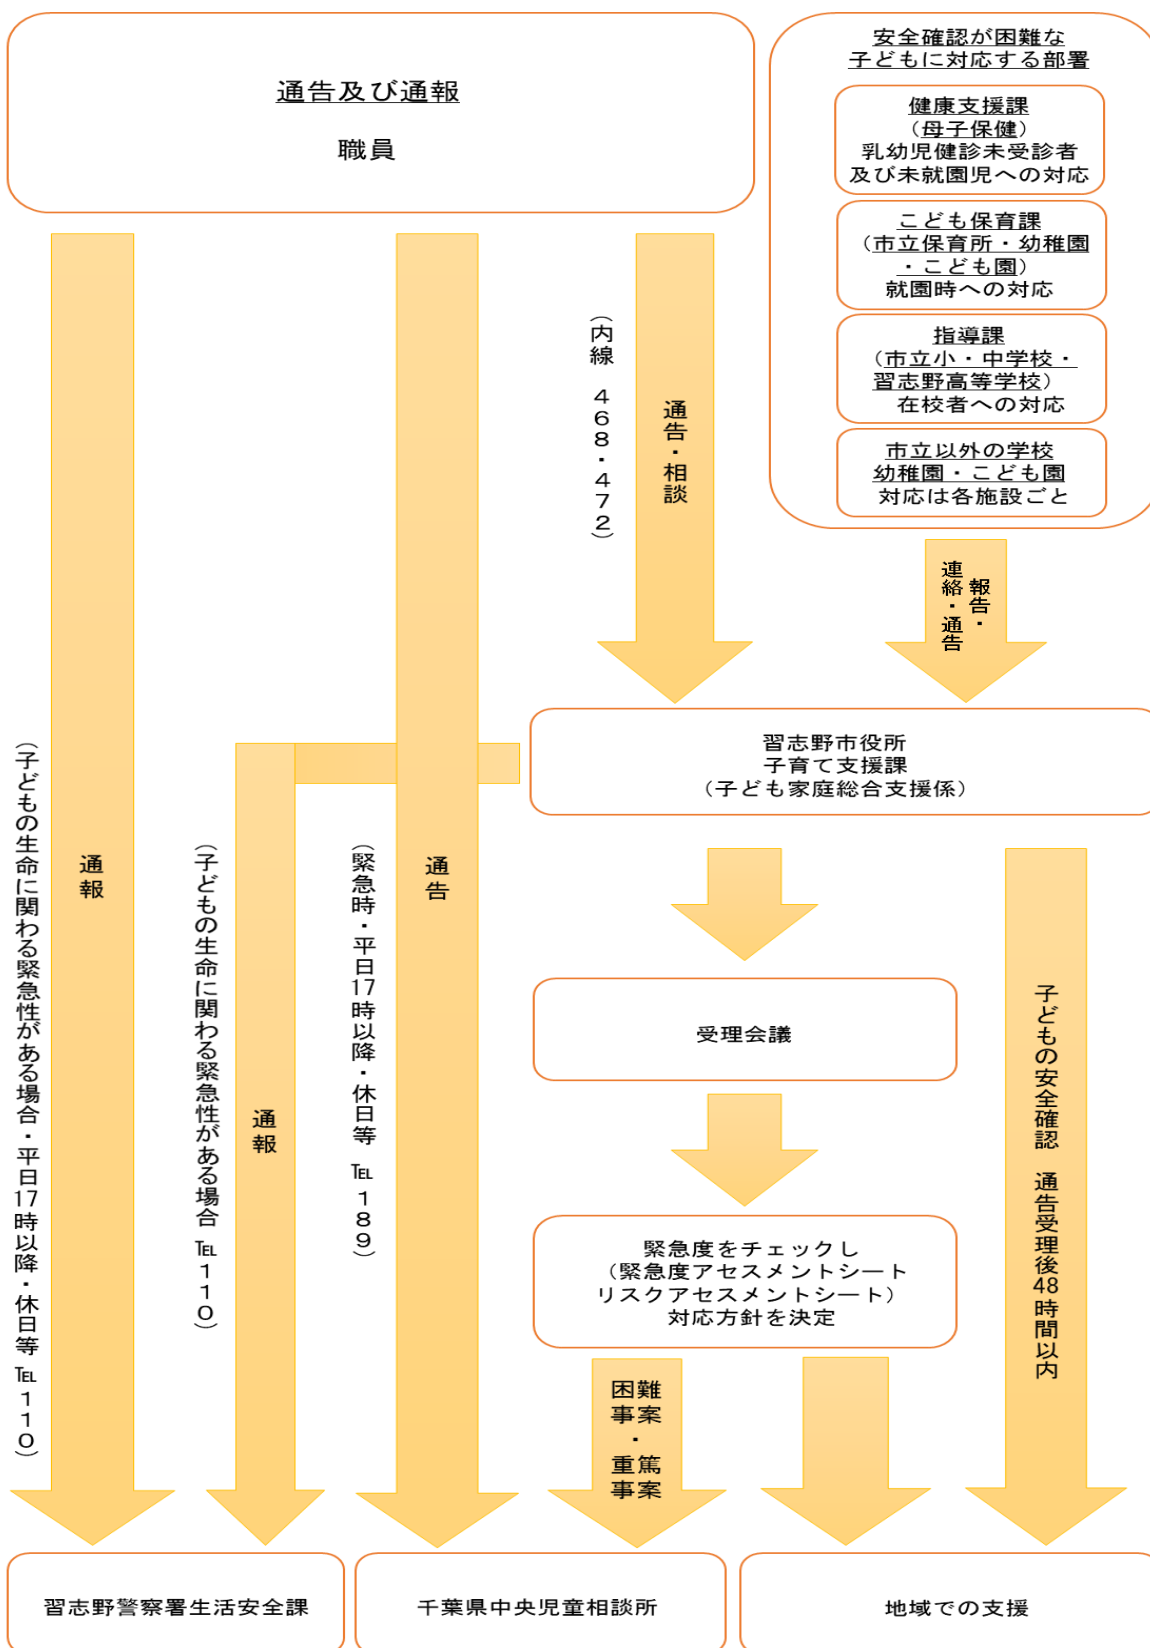 通告及び通報
職員
安全確認が困難な
子どもに対応する部署
健康支援課
（母子保健）
乳幼児健診未受診者
及び未就園児への対応
こども保育課
（市立保育所・幼稚園
・こども園）
就園時への対応
指導課
（市立小・中学校・
習志野高等学校）
在校者への対応
市立以外の学校
幼稚園・こども園
対応は各施設ごと
（内線　４６８・４７２）
通告・相談
報告・
連絡・通告
習志野市役所
子育て支援課
（子ども家庭総合支援係）
（子どもの生命に関わる緊急性がある場合・平日17時以降・休日等 ℡１１０）
通報
（子どもの生命に関わる緊急性がある場合 ℡１１０）
通報
（緊急時・平日17時以降・休日等 ℡１８９）
通告
受理会議
子どもの安全確認　通告受理後48時間以内
緊急度をチェックし
（緊急度アセスメントシート
リスクアセスメントシート）
対応方針を決定
困難
事案
・
重篤
事案
習志野警察署生活安全課
千葉県中央児童相談所
地域での支援